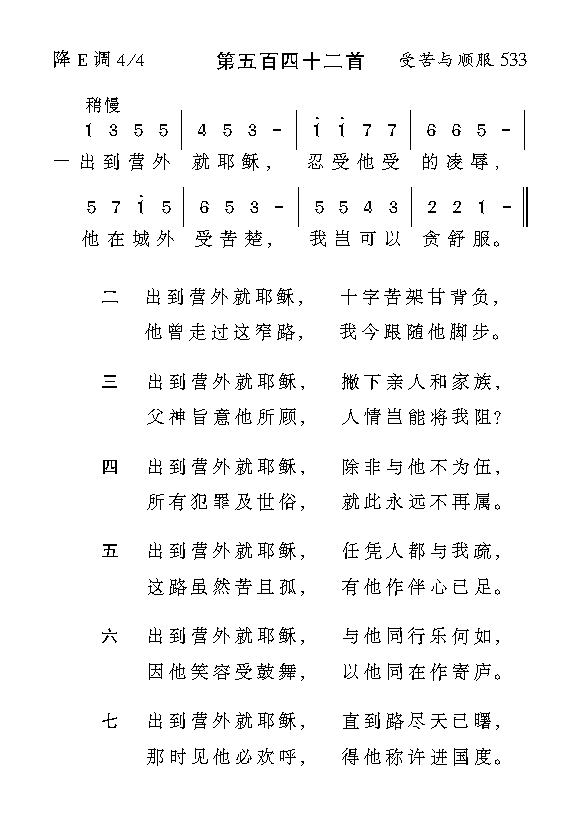 降E调4/4 第五百四十二首 受苦与顺服 533
稍慢
1 3 5 5 | 4 5 3 - | i i 7 7 | 6 6 5 - |
一出到营外 就耶稣， 忍受他受 的凌辱，
5 7 i 5 | 6 5 3 - | 5 5 4 3 | 2 2 1 - ‖
他在城外 受苦楚， 我岂可以 贪舒服。
二 出到营外就耶稣， 十字苦架甘背负，
他曾走过这窄路， 我今跟随他脚步。
三 出到营外就耶稣， 撇下亲人和家族，
父神旨意他所顾， 人情岂能将我阻?
四 出到营外就耶稣， 除非与他不为伍，
所有犯罪及世俗， 就此永远不再属。
五 出到营外就耶稣， 任凭人都与我疏，
这路虽然苦且孤， 有他作伴心已足。
六 出到营外就耶稣， 与他同行乐何如，
因他笑容受鼓舞， 以他同在作寄庐。
七 出到营外就耶稣， 直到路尽天已曙，
那时见他必欢呼， 得他称许进国度。